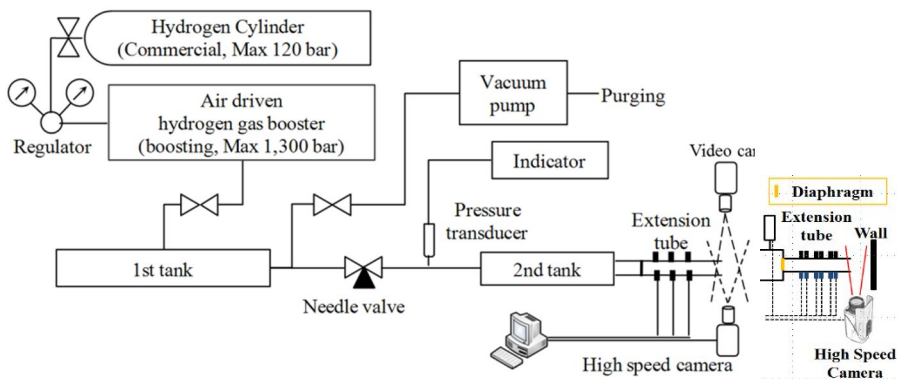 Hydrogen Cylinder
(Commercial, Max 120 bar)
Air driven
hydrogen gas booster
(boosting, Max 1,300 bar)
Regulator
Vacuum
pump
Purging
Indicator
Video car
Pressure
transducer
Extension
tube
1st tank
Needle valve
2nd tank
High speed camera
Diaphragm
Extension
tube
Wall
High Speed
Camera